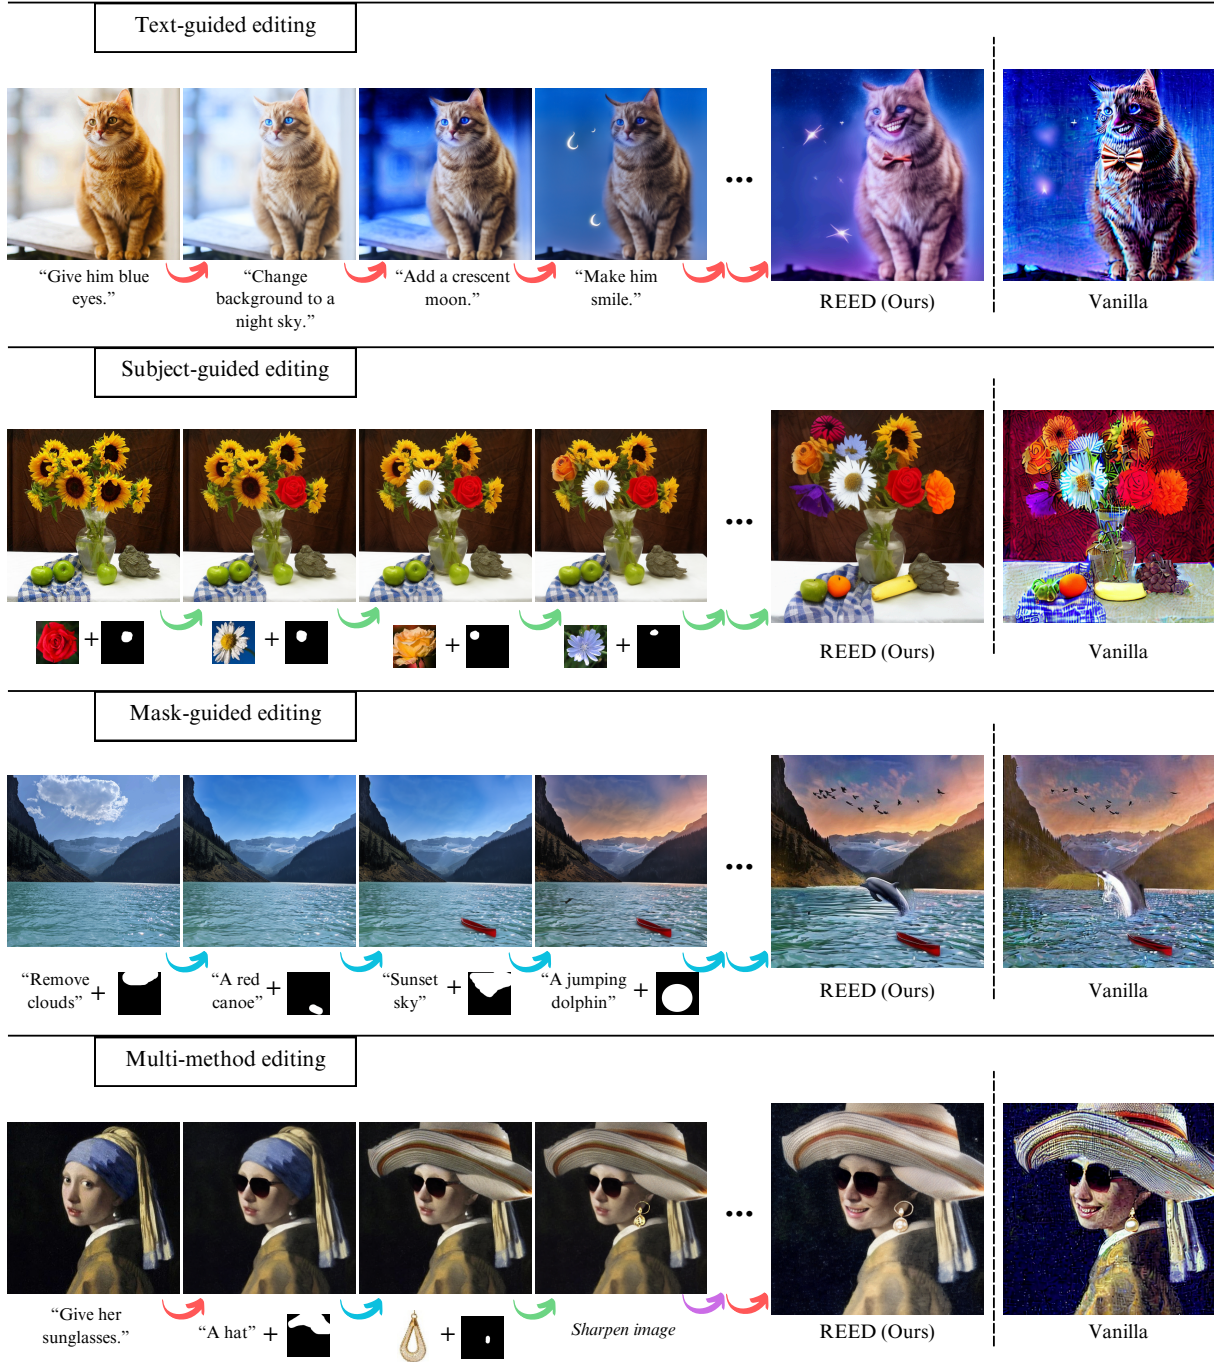 Text-guided editing
“Give him blue
eyes.”
“Change
background to a
night sky.”
“Add a crescent
moon.”
“Make him
smile.”
...
REED (Ours)
Vanilla
Subject-guided editing
+
+
+
+
...
REED (Ours)
Vanilla
Mask-guided editing
“Remove
clouds” +
“A red
canoe” +
“Sunset
sky” +
“A jumping
dolphin” +
...
REED (Ours)
Vanilla
Multi-method editing
“Give her
sunglasses.”
“A hat” +
+
Sharpen image
...
REED (Ours)
Vanilla